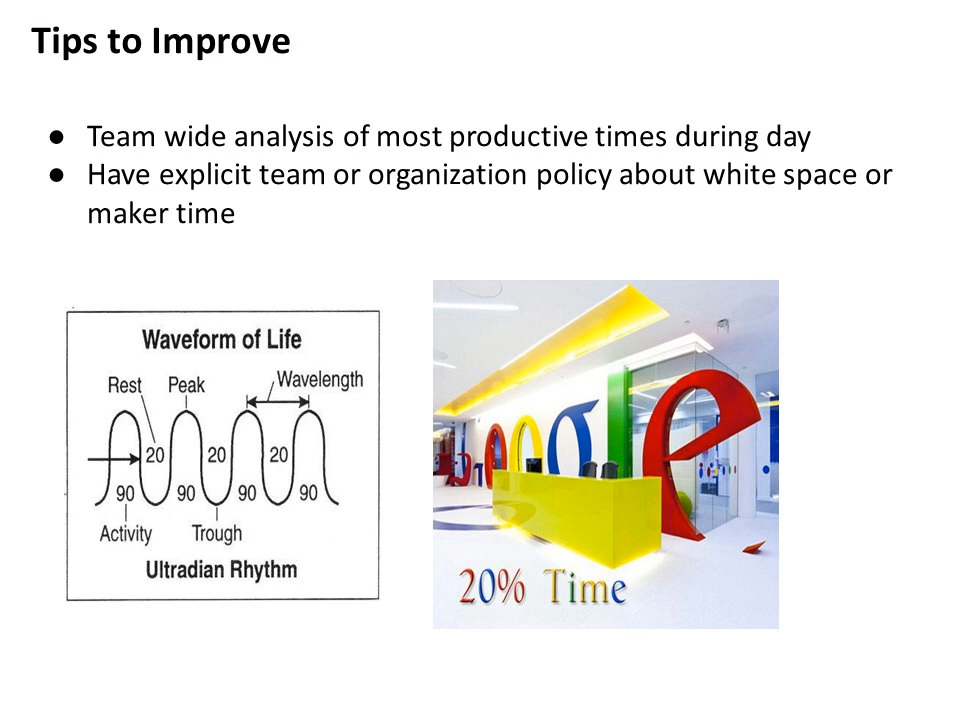 Tips to Improve
● Team wide analysis of most productive times during day
● Have explicit team or organization policy about white space or
maker time
Waveform of Life
Rest Peak Wavelength
20 20 20
90 90 90 90
Activity Trough
Ultradian Rhythm
Google
20% Time